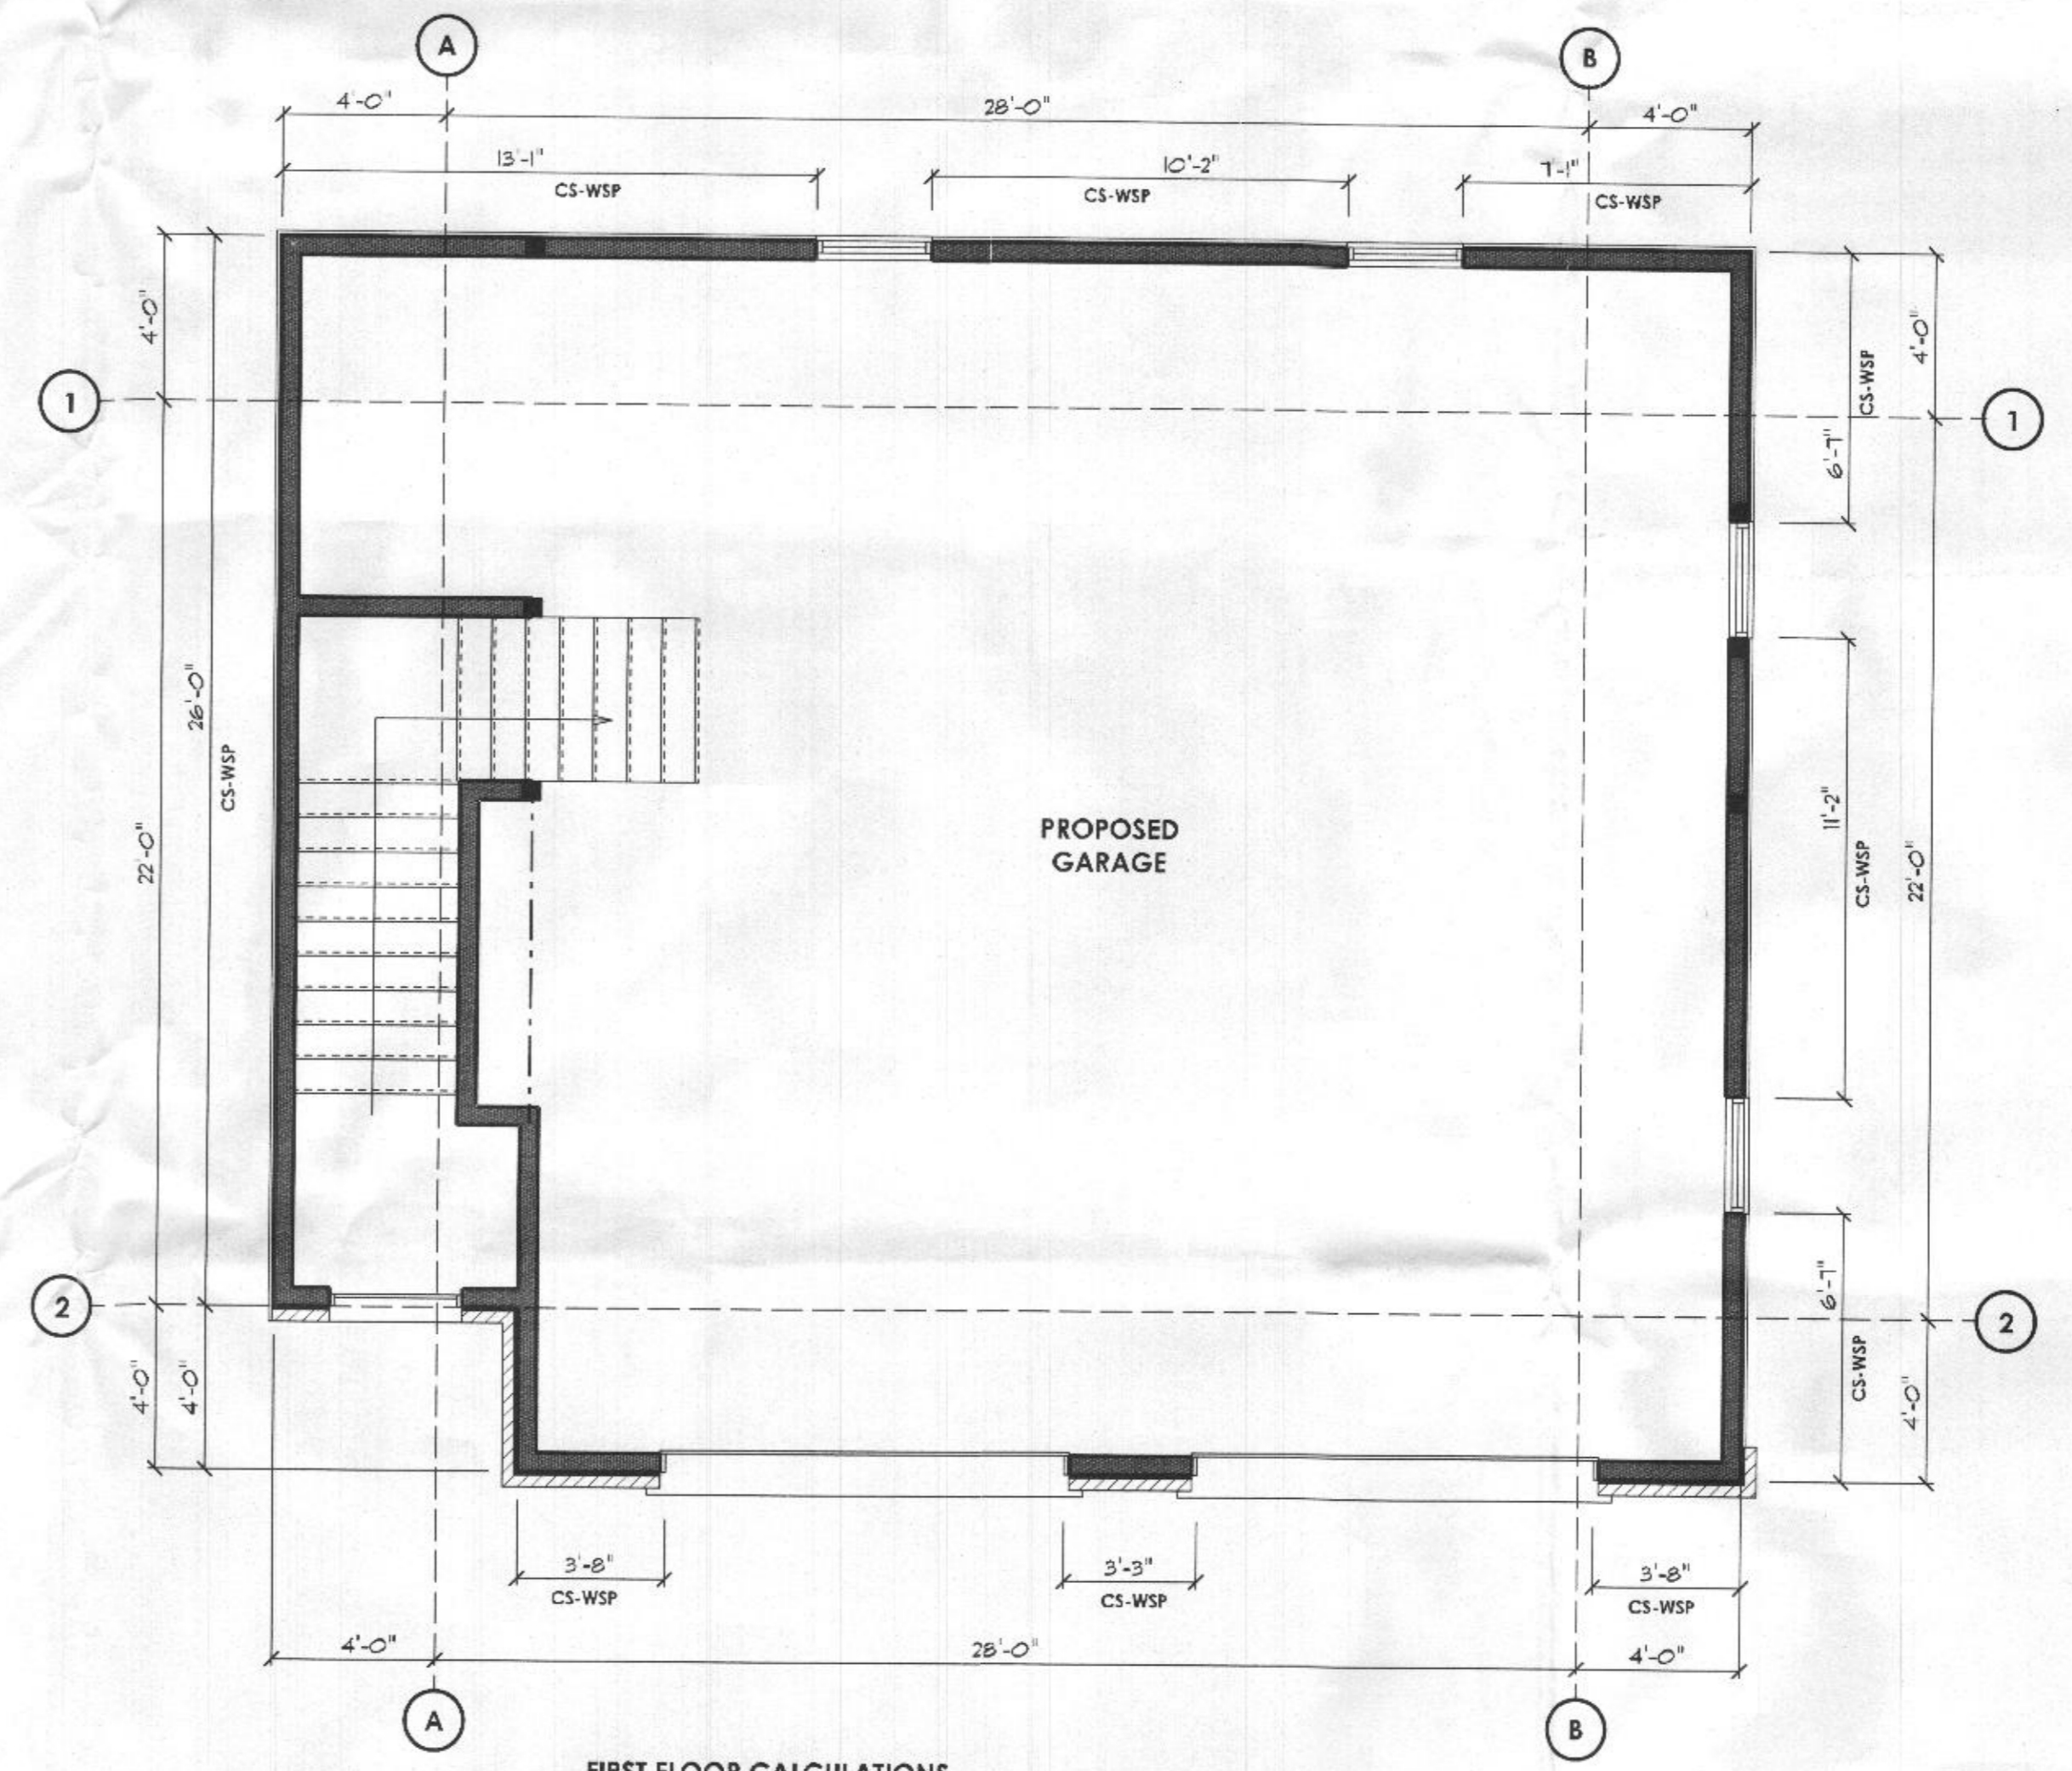 A
B
4'-0"
28'-0"
4'-0"
13'-1"
10'-2"
7'-1"
CS-WSP
CS-WSP
CS-WSP
4'-0"
4'-0"
CS-WSP
1
1
6'-7"
26'-0"
CS-WSP
22'-0"
PROPOSED
GARAGE
11'-2"
CS-WSP
22'-0"
2
2
6'-7"
CS-WSP
4'-0"
4'-0"
4'-0"
3'-8"
CS-WSP
3'-3"
CS-WSP
3'-8"
CS-WSP
4'-0"
28'-0"
4'-0"
A
B
FIRST FLOOR CALCULATIONS